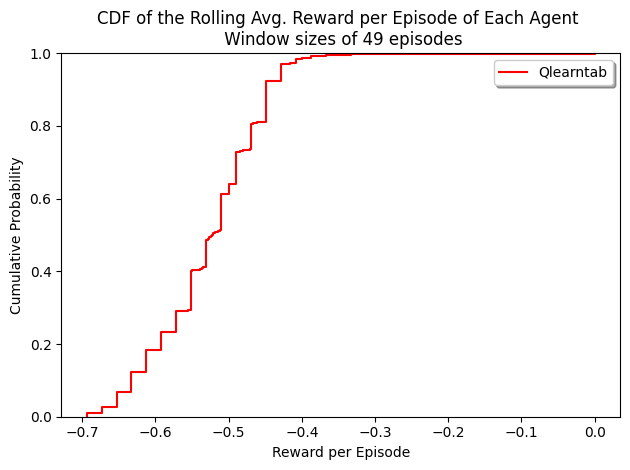 CDF of the Rolling Avg. Reward per Episode of Each Agent
Window sizes of 49 episodes
Qlearntab
Cumulative Probability
1.0
0.8
0.6
0.4
0.2
0.0
−0.7 −0.6 −0.5 −0.4 −0.3 −0.2 −0.1 0.0
Reward per Episode